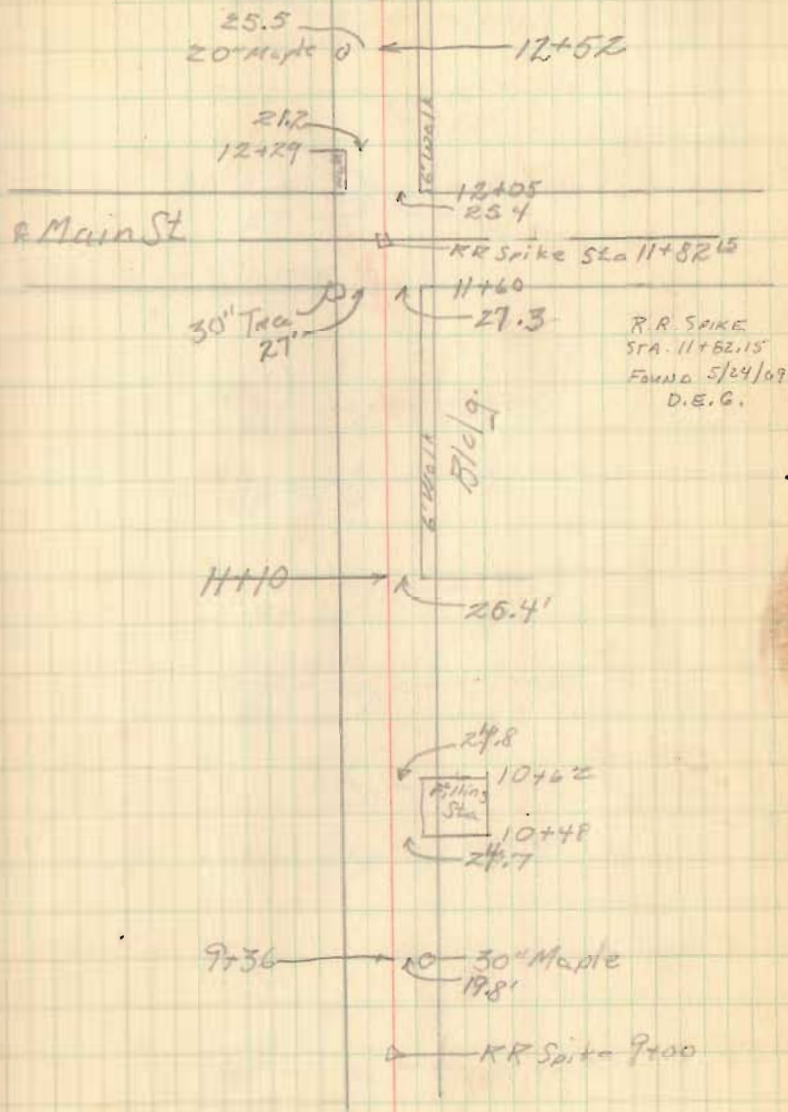 25.5
20" Maple
12+52
21.2
12+29
6' Walk
12+05
25.4
℄ Main St
RR Spike Sta 11+82.15
11+60
30" Tree
27'
27.3
R.R. SPIKE
STA. 11+82.15
FOUND 5/24/69
D.E.G.
Bldg.
6' Walk
11+10
26.4'
24.8
10+62
Filling
Sta
10+48
24.7
9+36
30" Maple
19.8'
RR Spike 9+00